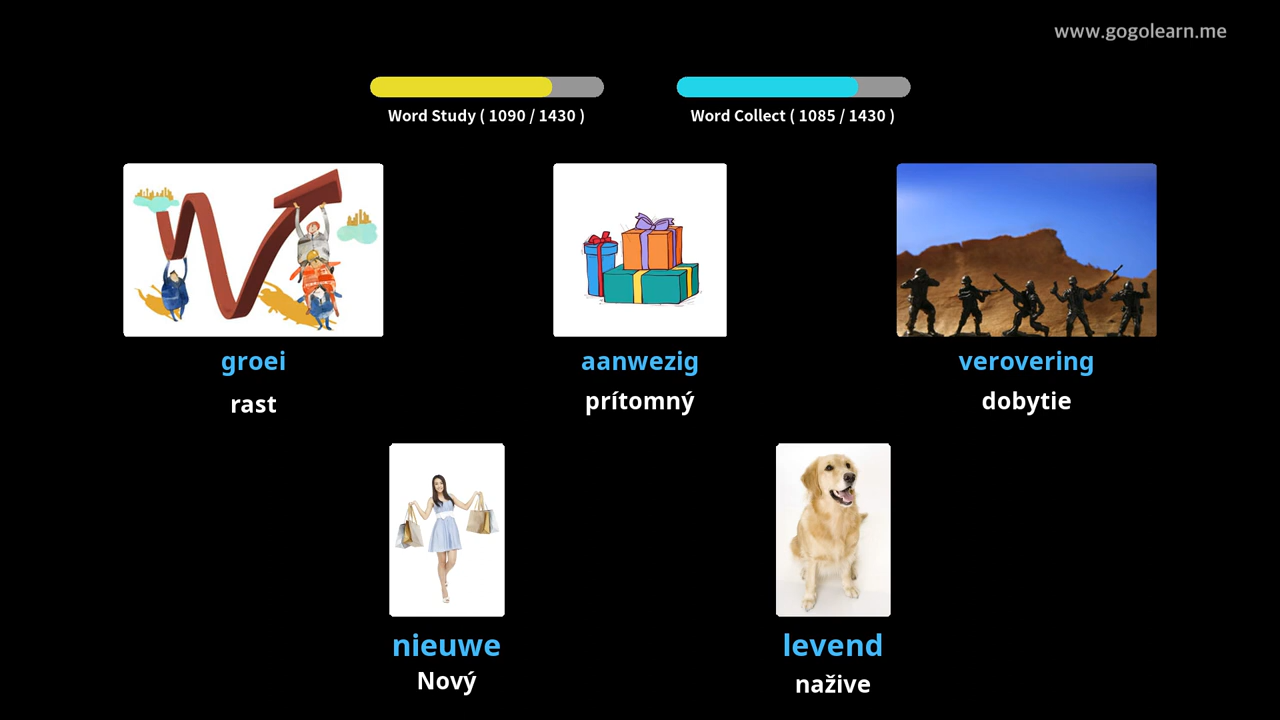 www.gogolearn.me
Word Study ( 1090 / 1430 )
Word Collect ( 1085 / 1430 )
groei
aanwezig
verovering
rast
prítomný
dobytie
nieuwe
levend
Nový
nažive